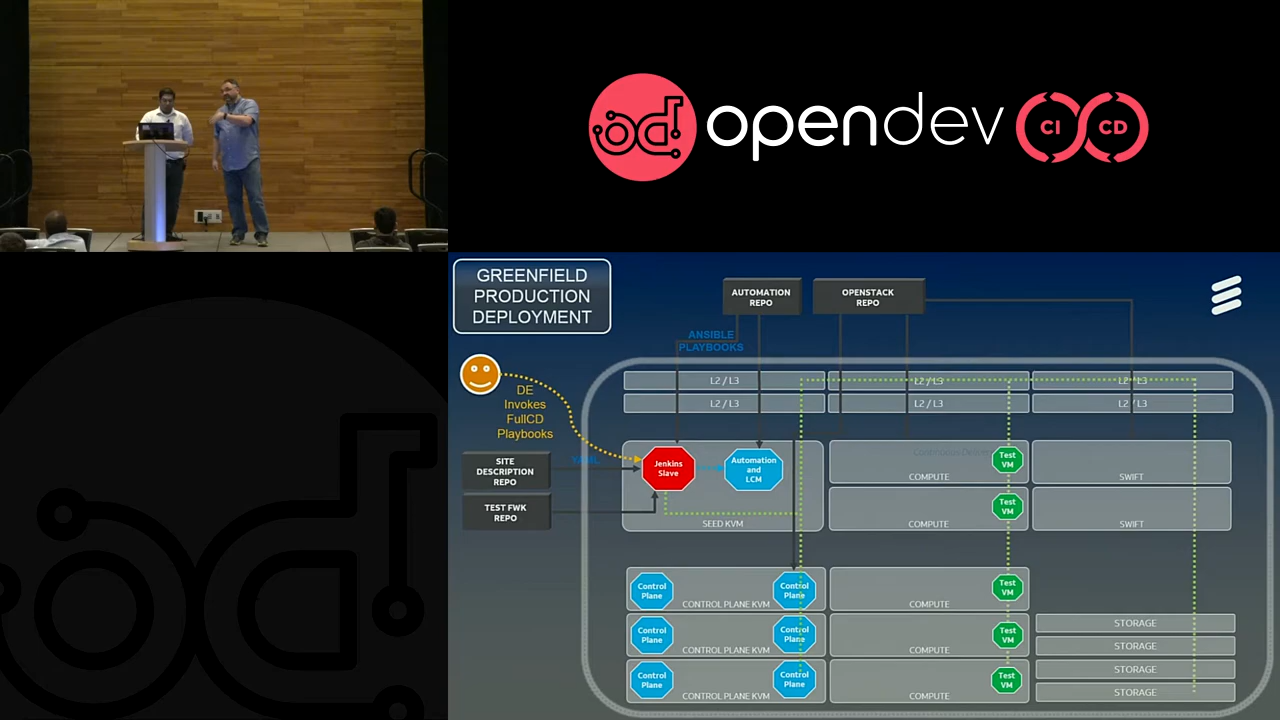 opendev
CI CD
GREENFIELD
PRODUCTION
DEPLOYMENT
AUTOMATION
REPO
OPENSTACK
REPO
ANSIBLE
PLAYBOOKS
L2 / L3
L2 / L3
L2 / L3
L2 / L3
L2 / L3
L2 / L3
DE
Invokes
FullCD
Playbooks
SITE
DESCRIPTION
REPO
YAML
TEST FWK
REPO
Jenkins
Slave
Automation
and
LCM
SEED KVM
Test
VM
COMPUTE
Test
VM
COMPUTE
SWIFT
SWIFT
Control
Plane
Control
Plane
CONTROL PLANE KVM
Control
Plane
Control
Plane
CONTROL PLANE KVM
Control
Plane
Control
Plane
CONTROL PLANE KVM
Test
VM
COMPUTE
Test
VM
COMPUTE
Test
VM
COMPUTE
STORAGE
STORAGE
STORAGE
STORAGE